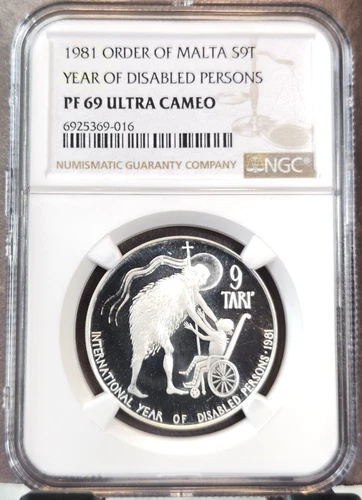 1981 ORDER OF MALTA S9T
YEAR OF DISABLED PERSONS
PF 69 ULTRA CAMEO
6925369-016
NUMISMATIC GUARANTY COMPANY
NGC
9
TARI'
INTERNATIONAL YEAR OF DISABLED PERSONS·1981